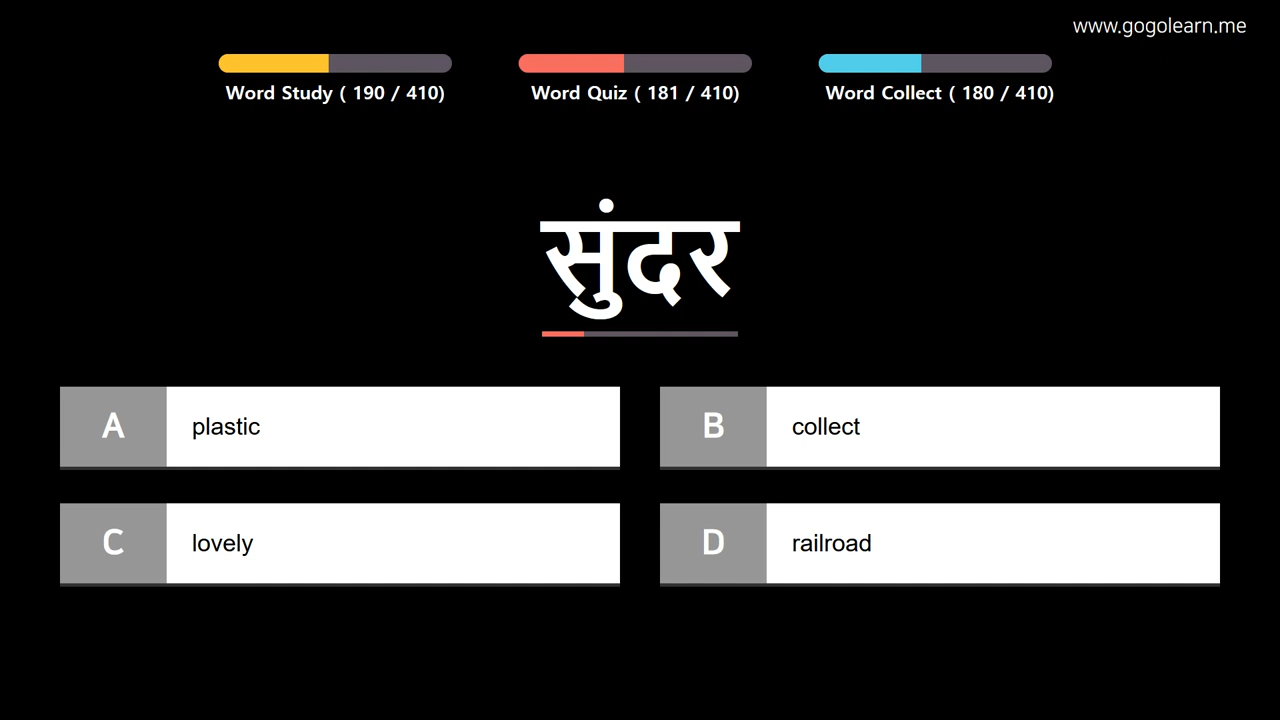 www.gogolearn.me
Word Study ( 190 / 410)
Word Quiz ( 181 / 410)
Word Collect ( 180 / 410)
सुंदर
A plastic
B collect
C lovely
D railroad